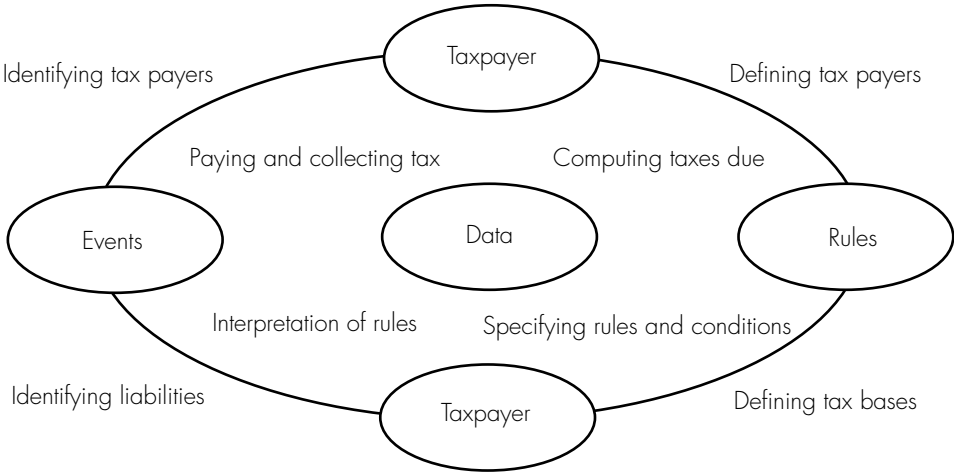 Taxpayer
Identifying tax payers
Defining tax payers
Paying and collecting tax
Computing taxes due
Events
Data
Rules
Interpretation of rules
Specifying rules and conditions
Identifying liabilities
Defining tax bases
Taxpayer